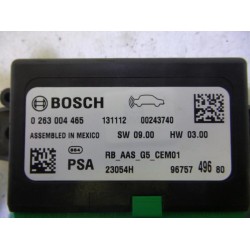 BOSCH
0 263 004 465 131112 00243740
ASSEMBLED IN MEXICO SW 09.00 HW 03.00
PSA RB_AAS_G5_CEM01
23054H 96757 496 80